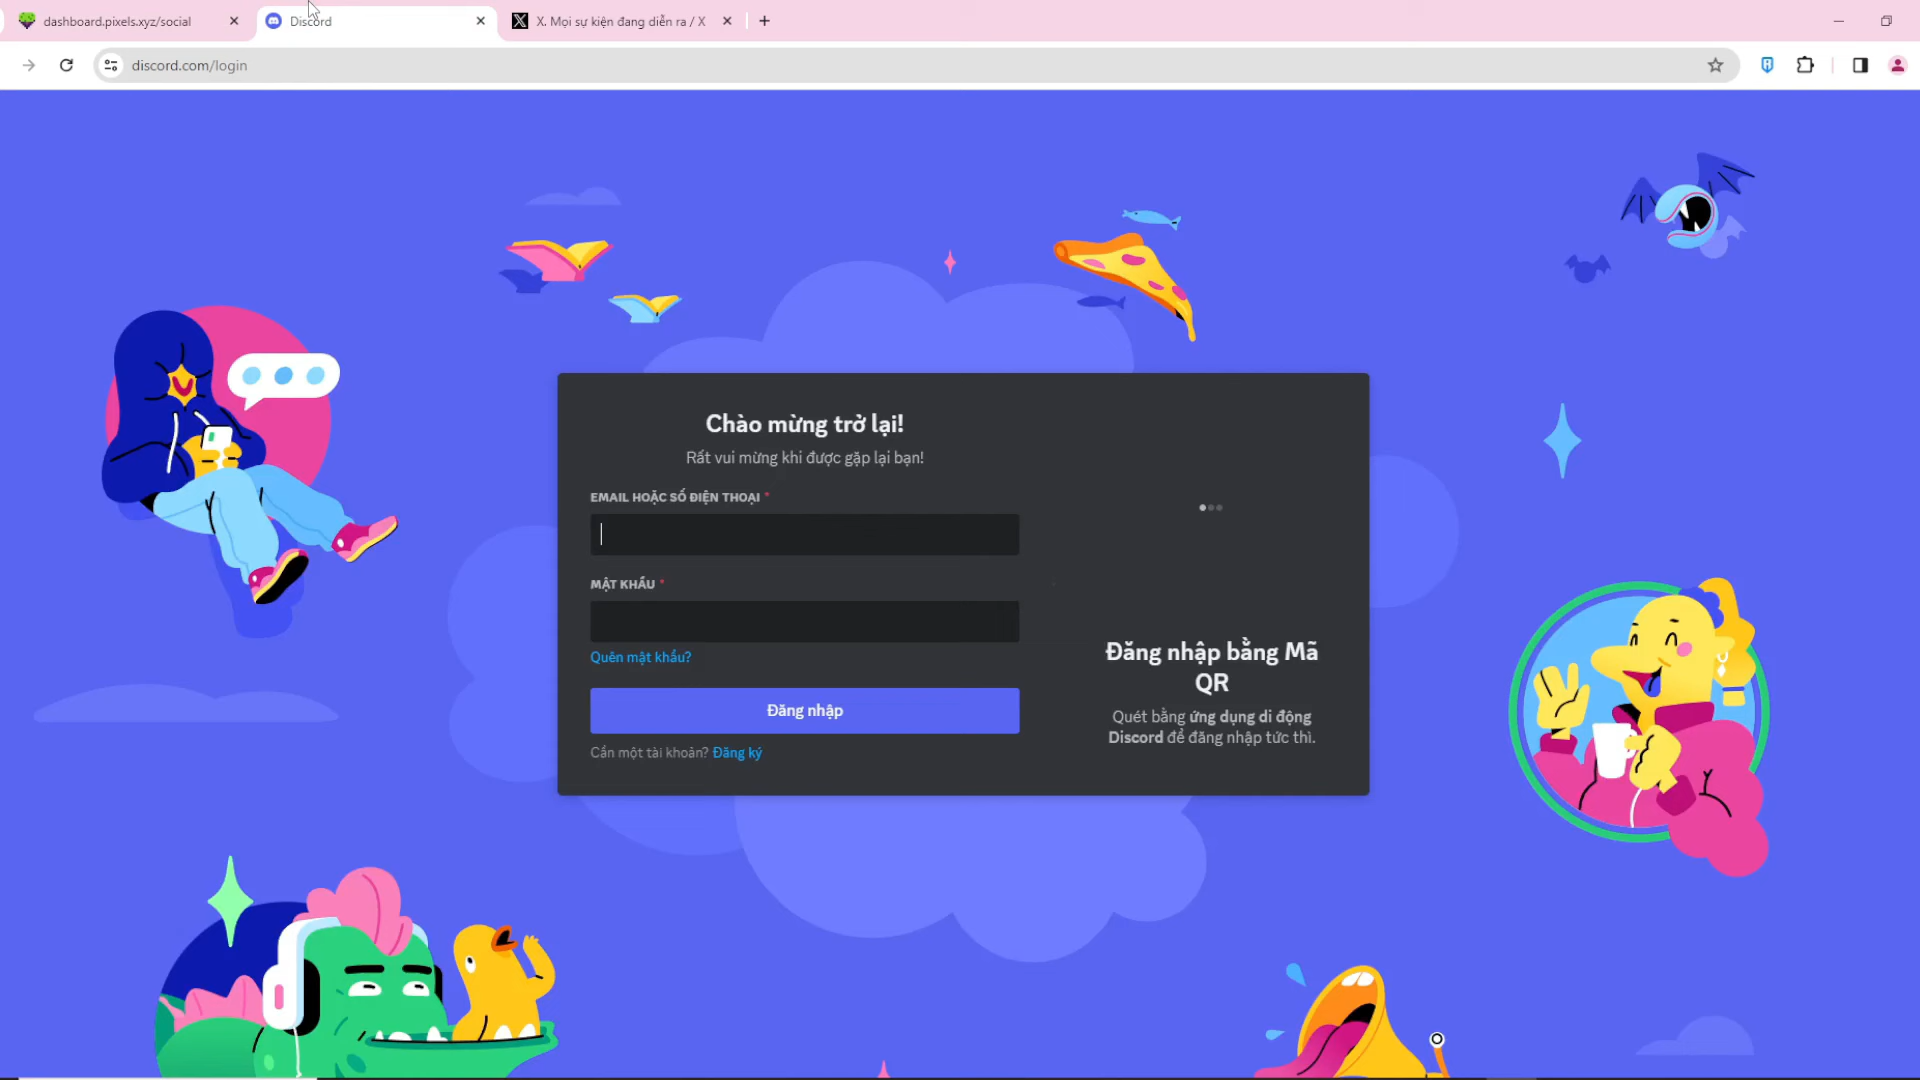 dashboard.pixels.xyz/social
Discord
X. Mọi sự kiện đang diễn ra / X
discord.com/login
Chào mừng trở lại!
Rất vui mừng khi được gặp lại bạn!
EMAIL HOẶC SỐ ĐIỆN THOẠI *
MẬT KHẨU *
Quên mật khẩu?
Đăng nhập
Cần một tài khoản? Đăng ký
Đăng nhập bằng Mã
QR
Quét bằng ứng dụng di động
Discord để đăng nhập tức thì.